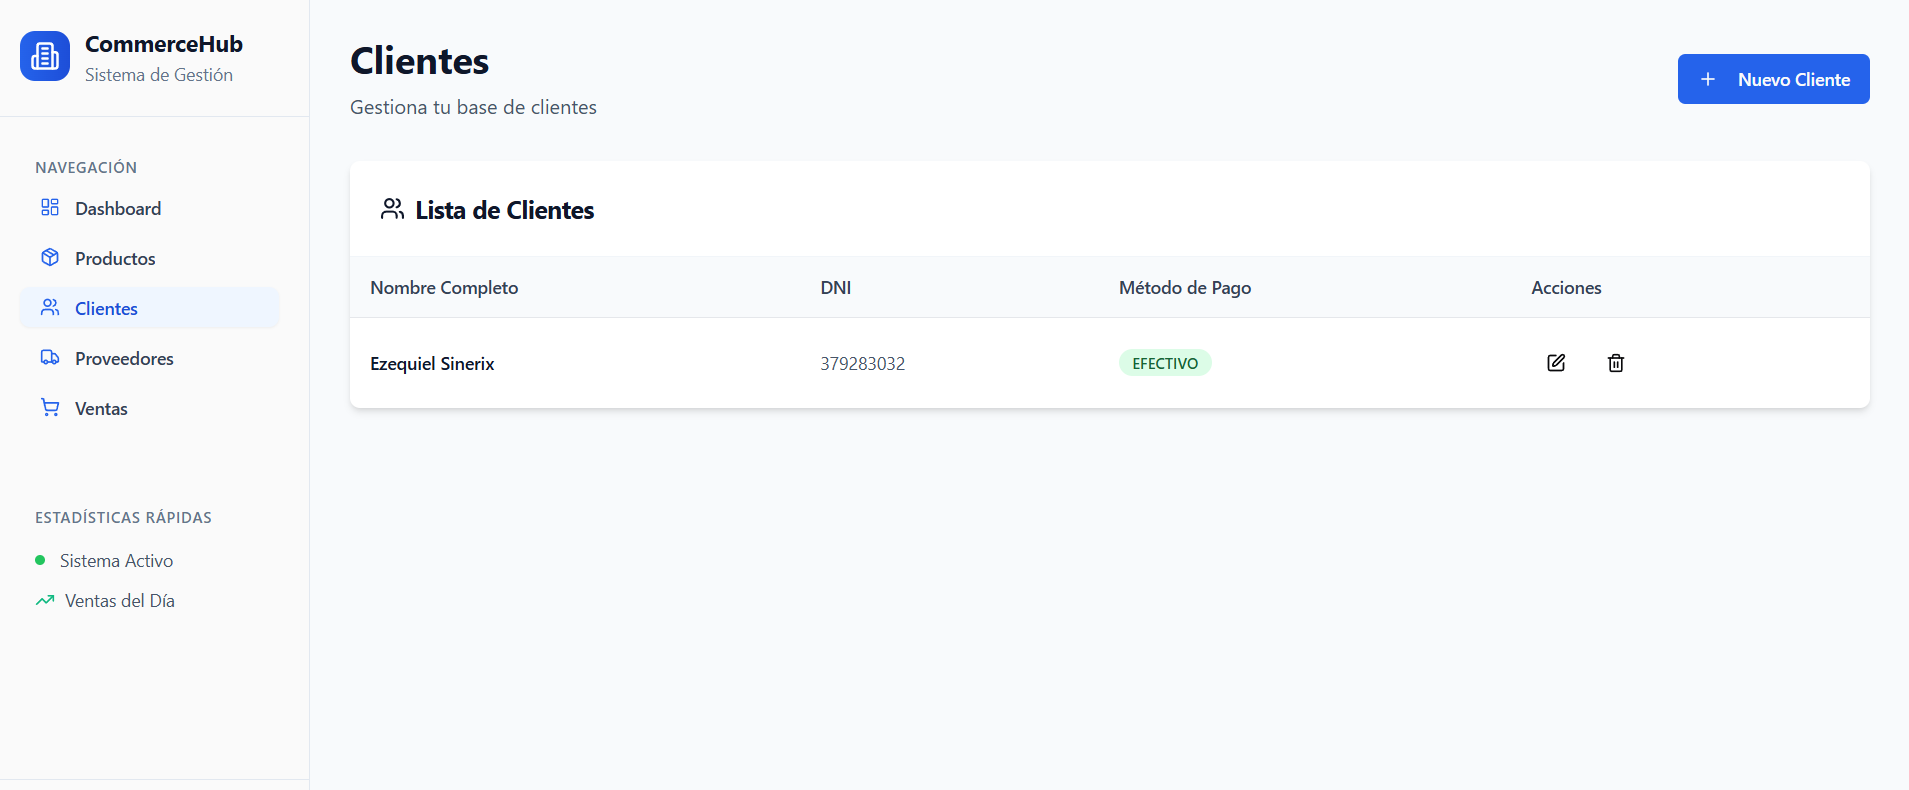 CommerceHub
Sistema de Gestión
NAVEGACIÓN
Dashboard
Productos
Clientes
Proveedores
Ventas
ESTADÍSTICAS RÁPIDAS
Sistema Activo
Ventas del Día
Clientes
Gestiona tu base de clientes
Nuevo Cliente
Lista de Clientes
Nombre Completo DNI Método de Pago Acciones
Ezequiel Sinerix 379283032 EFECTIVO